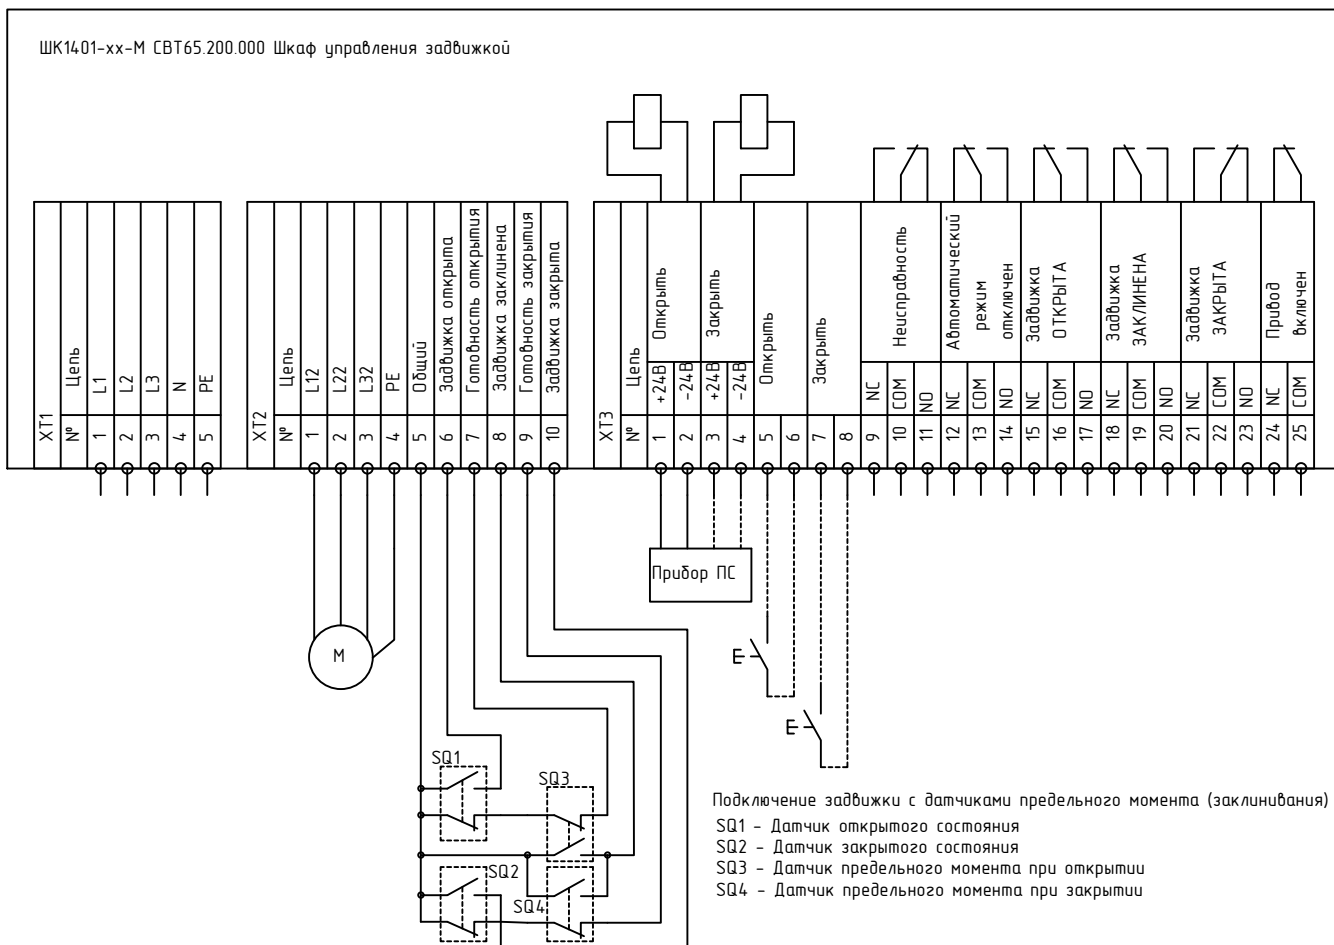 ШК1401-xx-М СВТ65.200.000 Шкаф управления задвижкой
XT1
Nº Цепь
1 L1
2 L2
3 L3
4 N
5 PE
XT2
Nº Цепь
1 L12
2 L22
3 L32
4 PE
5 Общий
6 Задвижка открыта
7 Готовность открытия
8 Задвижка заклинена
9 Готовность закрытия
10 Задвижка закрыта
XT3
Nº Цепь
1 +24В
2 -24В
Открыть
3 +24В
4 -24В
Закрыть
5
6
Открыть
7
8
Закрыть
9 NC
10 COM
11 NO
Неисправность
12 NC
13 COM
14 NO
Автоматический
режим
отключен
15 NC
16 COM
17 NO
Задвижка
ОТКРЫТА
18 NC
19 COM
20 NO
Задвижка
ЗАКЛИНЕНА
21 NC
22 COM
23 NO
Задвижка
ЗАКРЫТА
24 NC
25 COM
Привод
включен
Прибор ПС
М
SQ1
SQ3
SQ2
SQ4
Подключение задвижки с датчиками предельного момента (заклинивания)
SQ1 - Датчик открытого состояния
SQ2 - Датчик закрытого состояния
SQ3 - Датчик предельного момента при открытии
SQ4 - Датчик предельного момента при закрытии